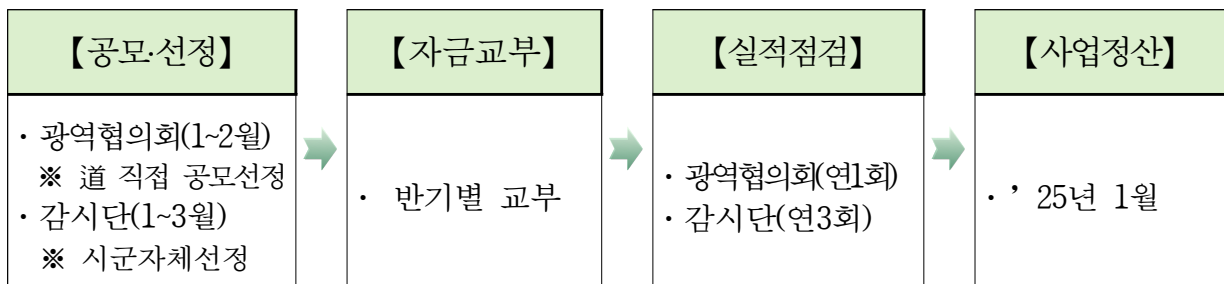 【공모·선정】
· 광역협의회(1~2월)
※ 道 직접 공모선정
· 감시단(1~3월)
※ 시군자체선정
【자금교부】
· 반기별 교부
【실적점검】
· 광역협의회(연1회)
· 감시단(연3회)
【사업정산】
· ’ 25년 1월